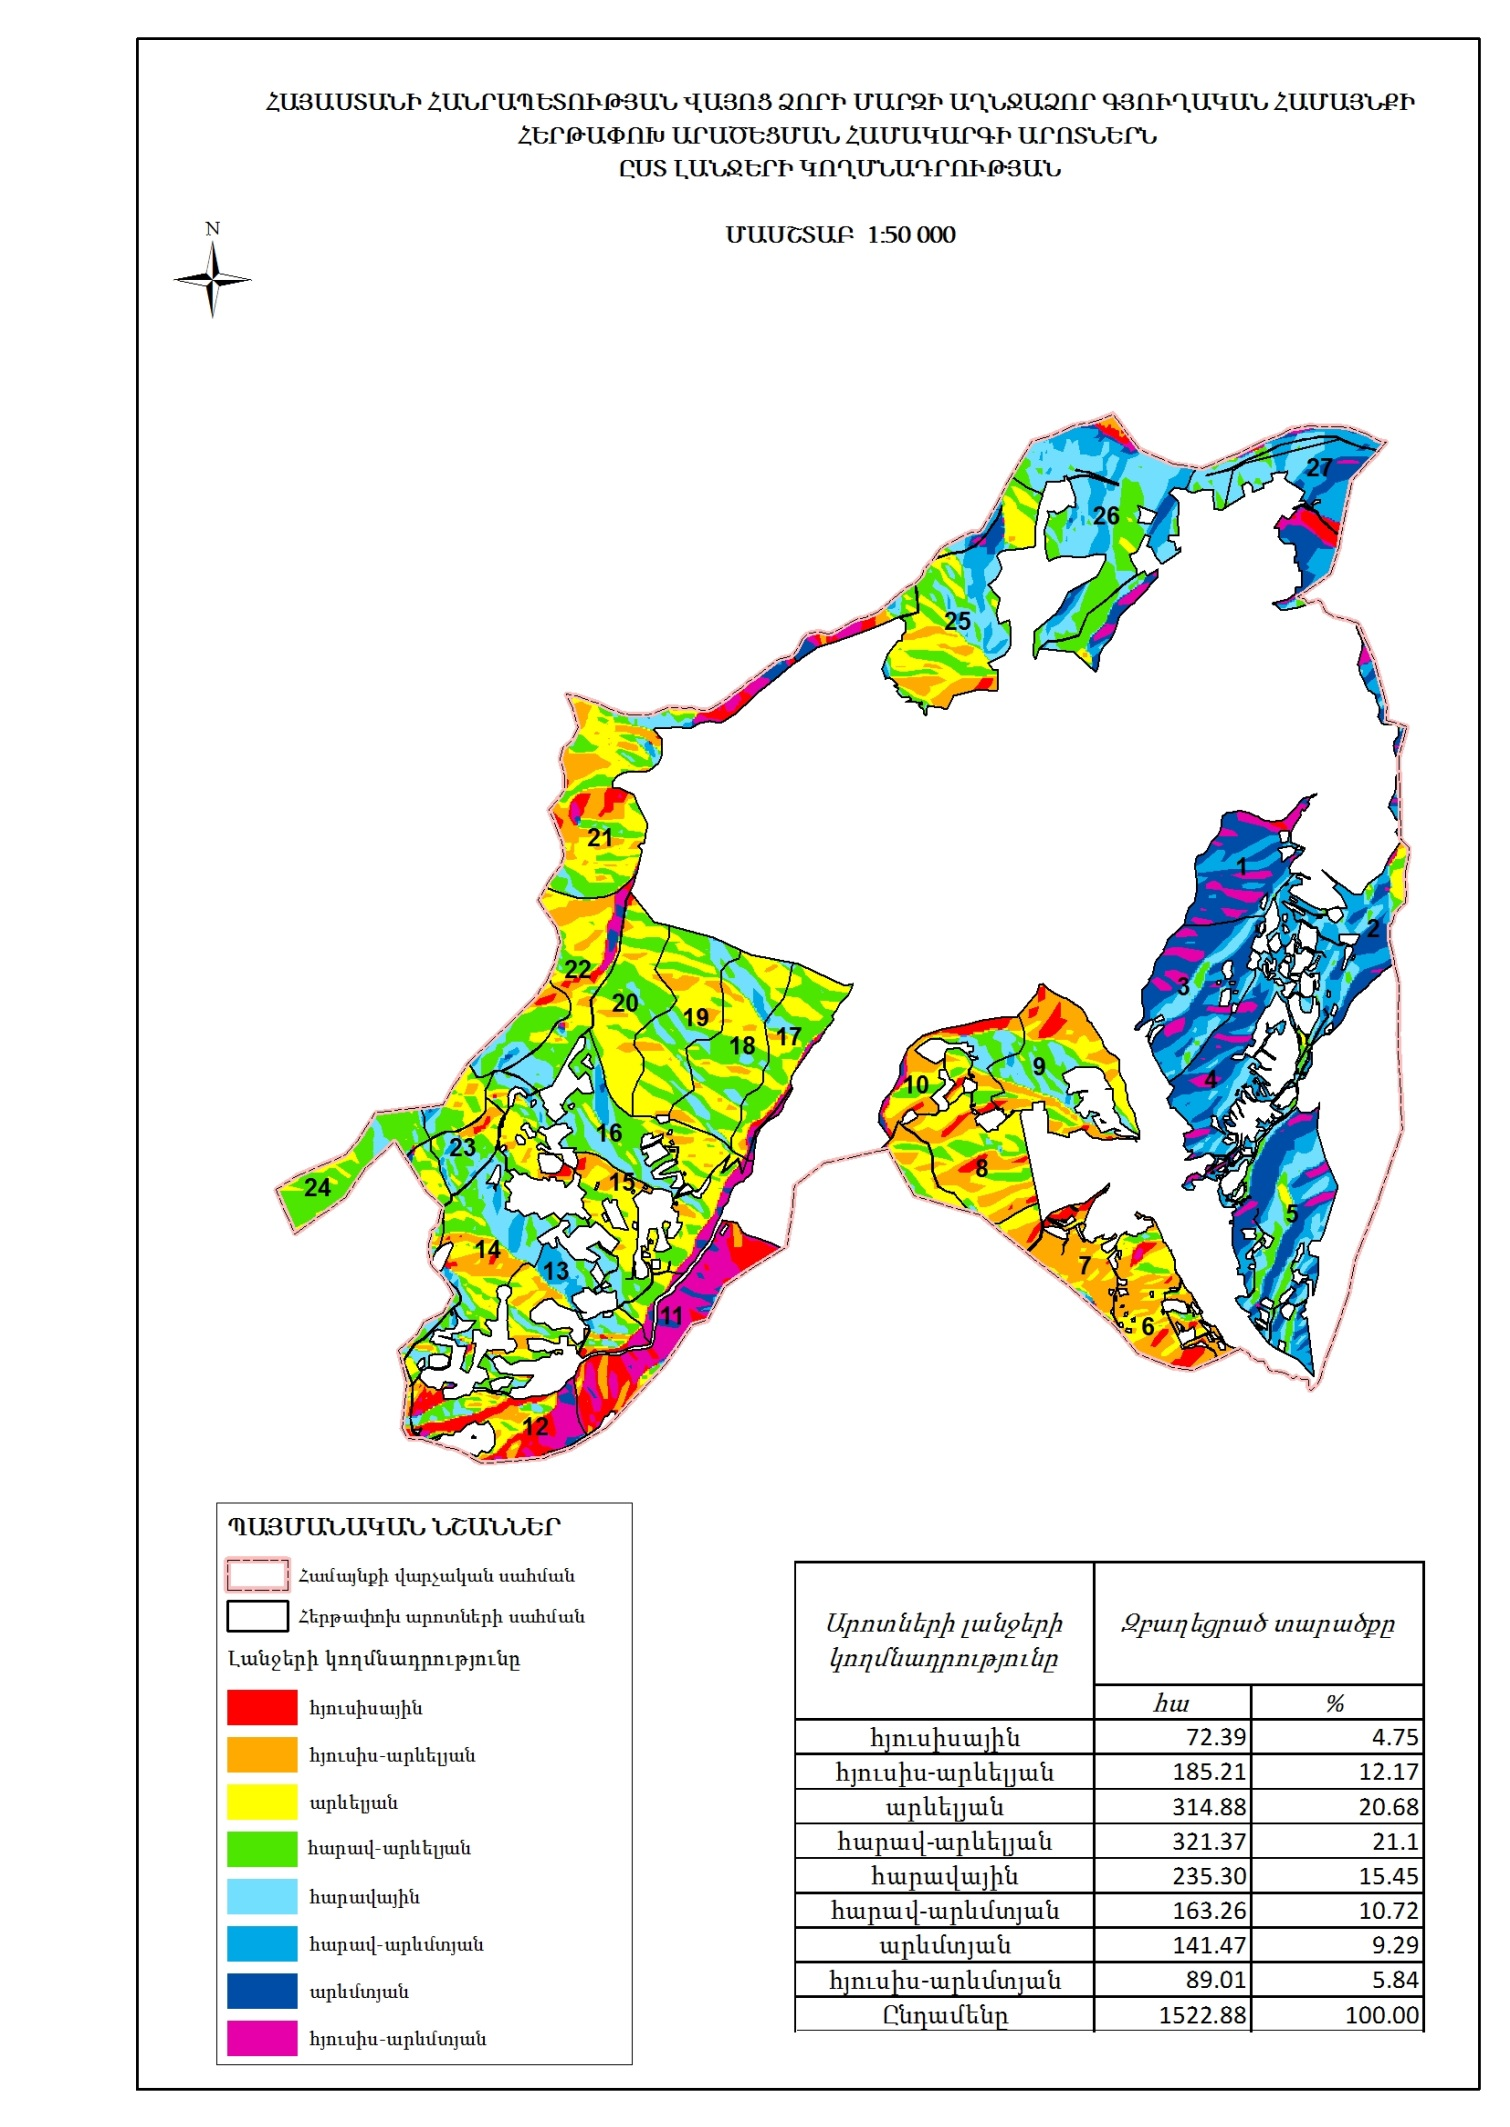 ՀԱՅԱՍՏԱՆԻ ՀԱՆՐԱՊԵՏՈՒԹՅԱՆ ՎԱՅՈՑ ՁՈՐԻ ՄԱՐԶԻ ԱՂՆՋԱՁՈՐ ԳՅՈՒՂԱԿԱՆ ՀԱՄԱՅՆՔԻ
ՀԵՐԹԱՓՈԽ ԱՐԱԾԵՑՄԱՆ ՀԱՄԱԿԱՐԳԻ ԱՐՈՏՆԵՐՆ
ԸՍՏ ԼԱՆՋԵՐԻ ԿՈՂՄՆԱԴՐՈՒԹՅԱՆ
ՄԱՍՇՏԱԲ 1:50 000
N
27
26
25
21
1
2
22
3
20
19
18
17
9
4
10
16
23
8
15
24
5
14
7
13
11
6
12
ՊԱՅՄԱՆԱԿԱՆ ՆՇԱՆՆԵՐ
Համայնքի վարչական սահման
Հերթափոխ արոտների սահման
Լանջերի կողմնադրությունը
հյուսիսային
հյուսիս-արևելյան
արևելյան
հարավ-արևելյան
հարավային
հարավ-արևմտյան
արևմտյան
հյուսիս-արևմտյան
Արոտների լանջերի կողմնադրությունը Զբաղեցրած տարածքը
հա %
հյուսիսային 72.39 4.75
հյուսիս-արևելյան 185.21 12.17
արևելյան 314.88 20.68
հարավ-արևելյան 321.37 21.1
հարավային 235.30 15.45
հարավ-արևմտյան 163.26 10.72
արևմտյան 141.47 9.29
հյուսիս-արևմտյան 89.01 5.84
Ընդամենը 1522.88 100.00